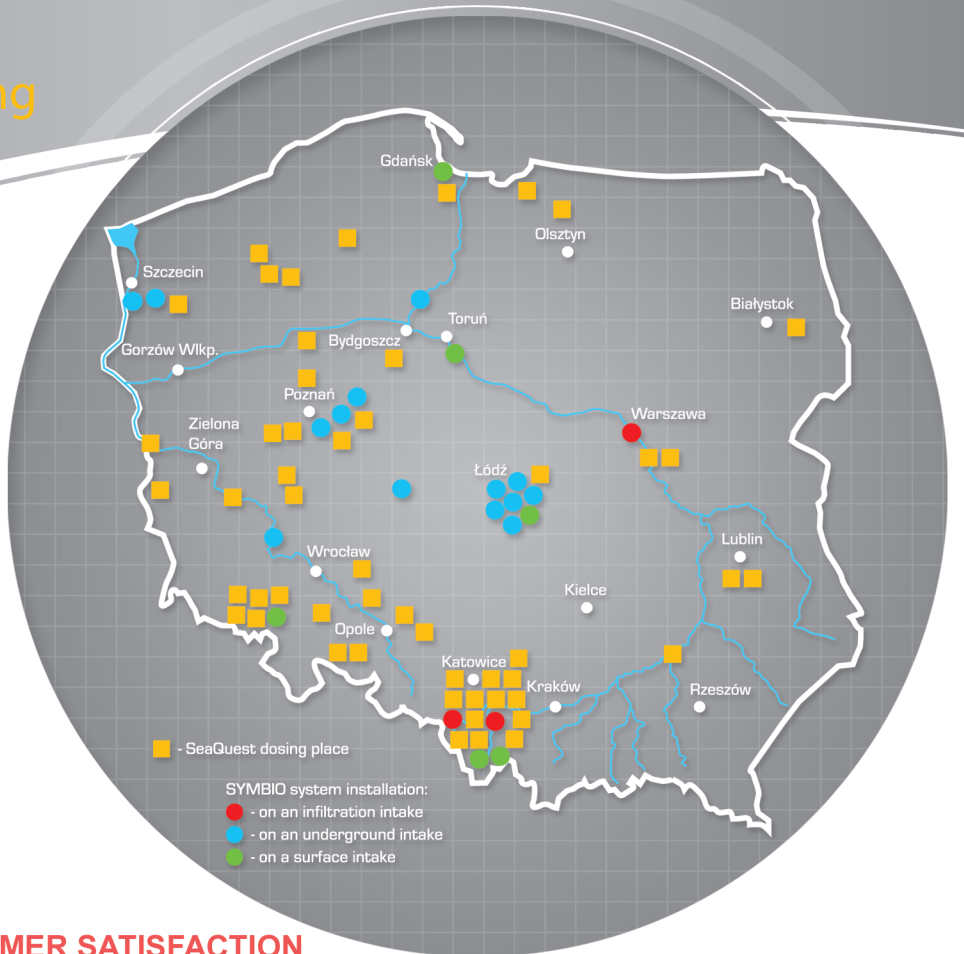 Gdańsk
Olsztyn
Szczecin
Białystok
Toruń
Bydgoszcz
Gorzów Wlkp.
Poznań
Warszawa
Zielona
Góra
Łódź
Lublin
Wrocław
Kielce
Opole
Katowice
Kraków
Rzeszów
- SeaQuest dosing place
SYMBIO system installation:
- on an infiltration intake
- on an underground intake
- on a surface intake
SATISFACTION